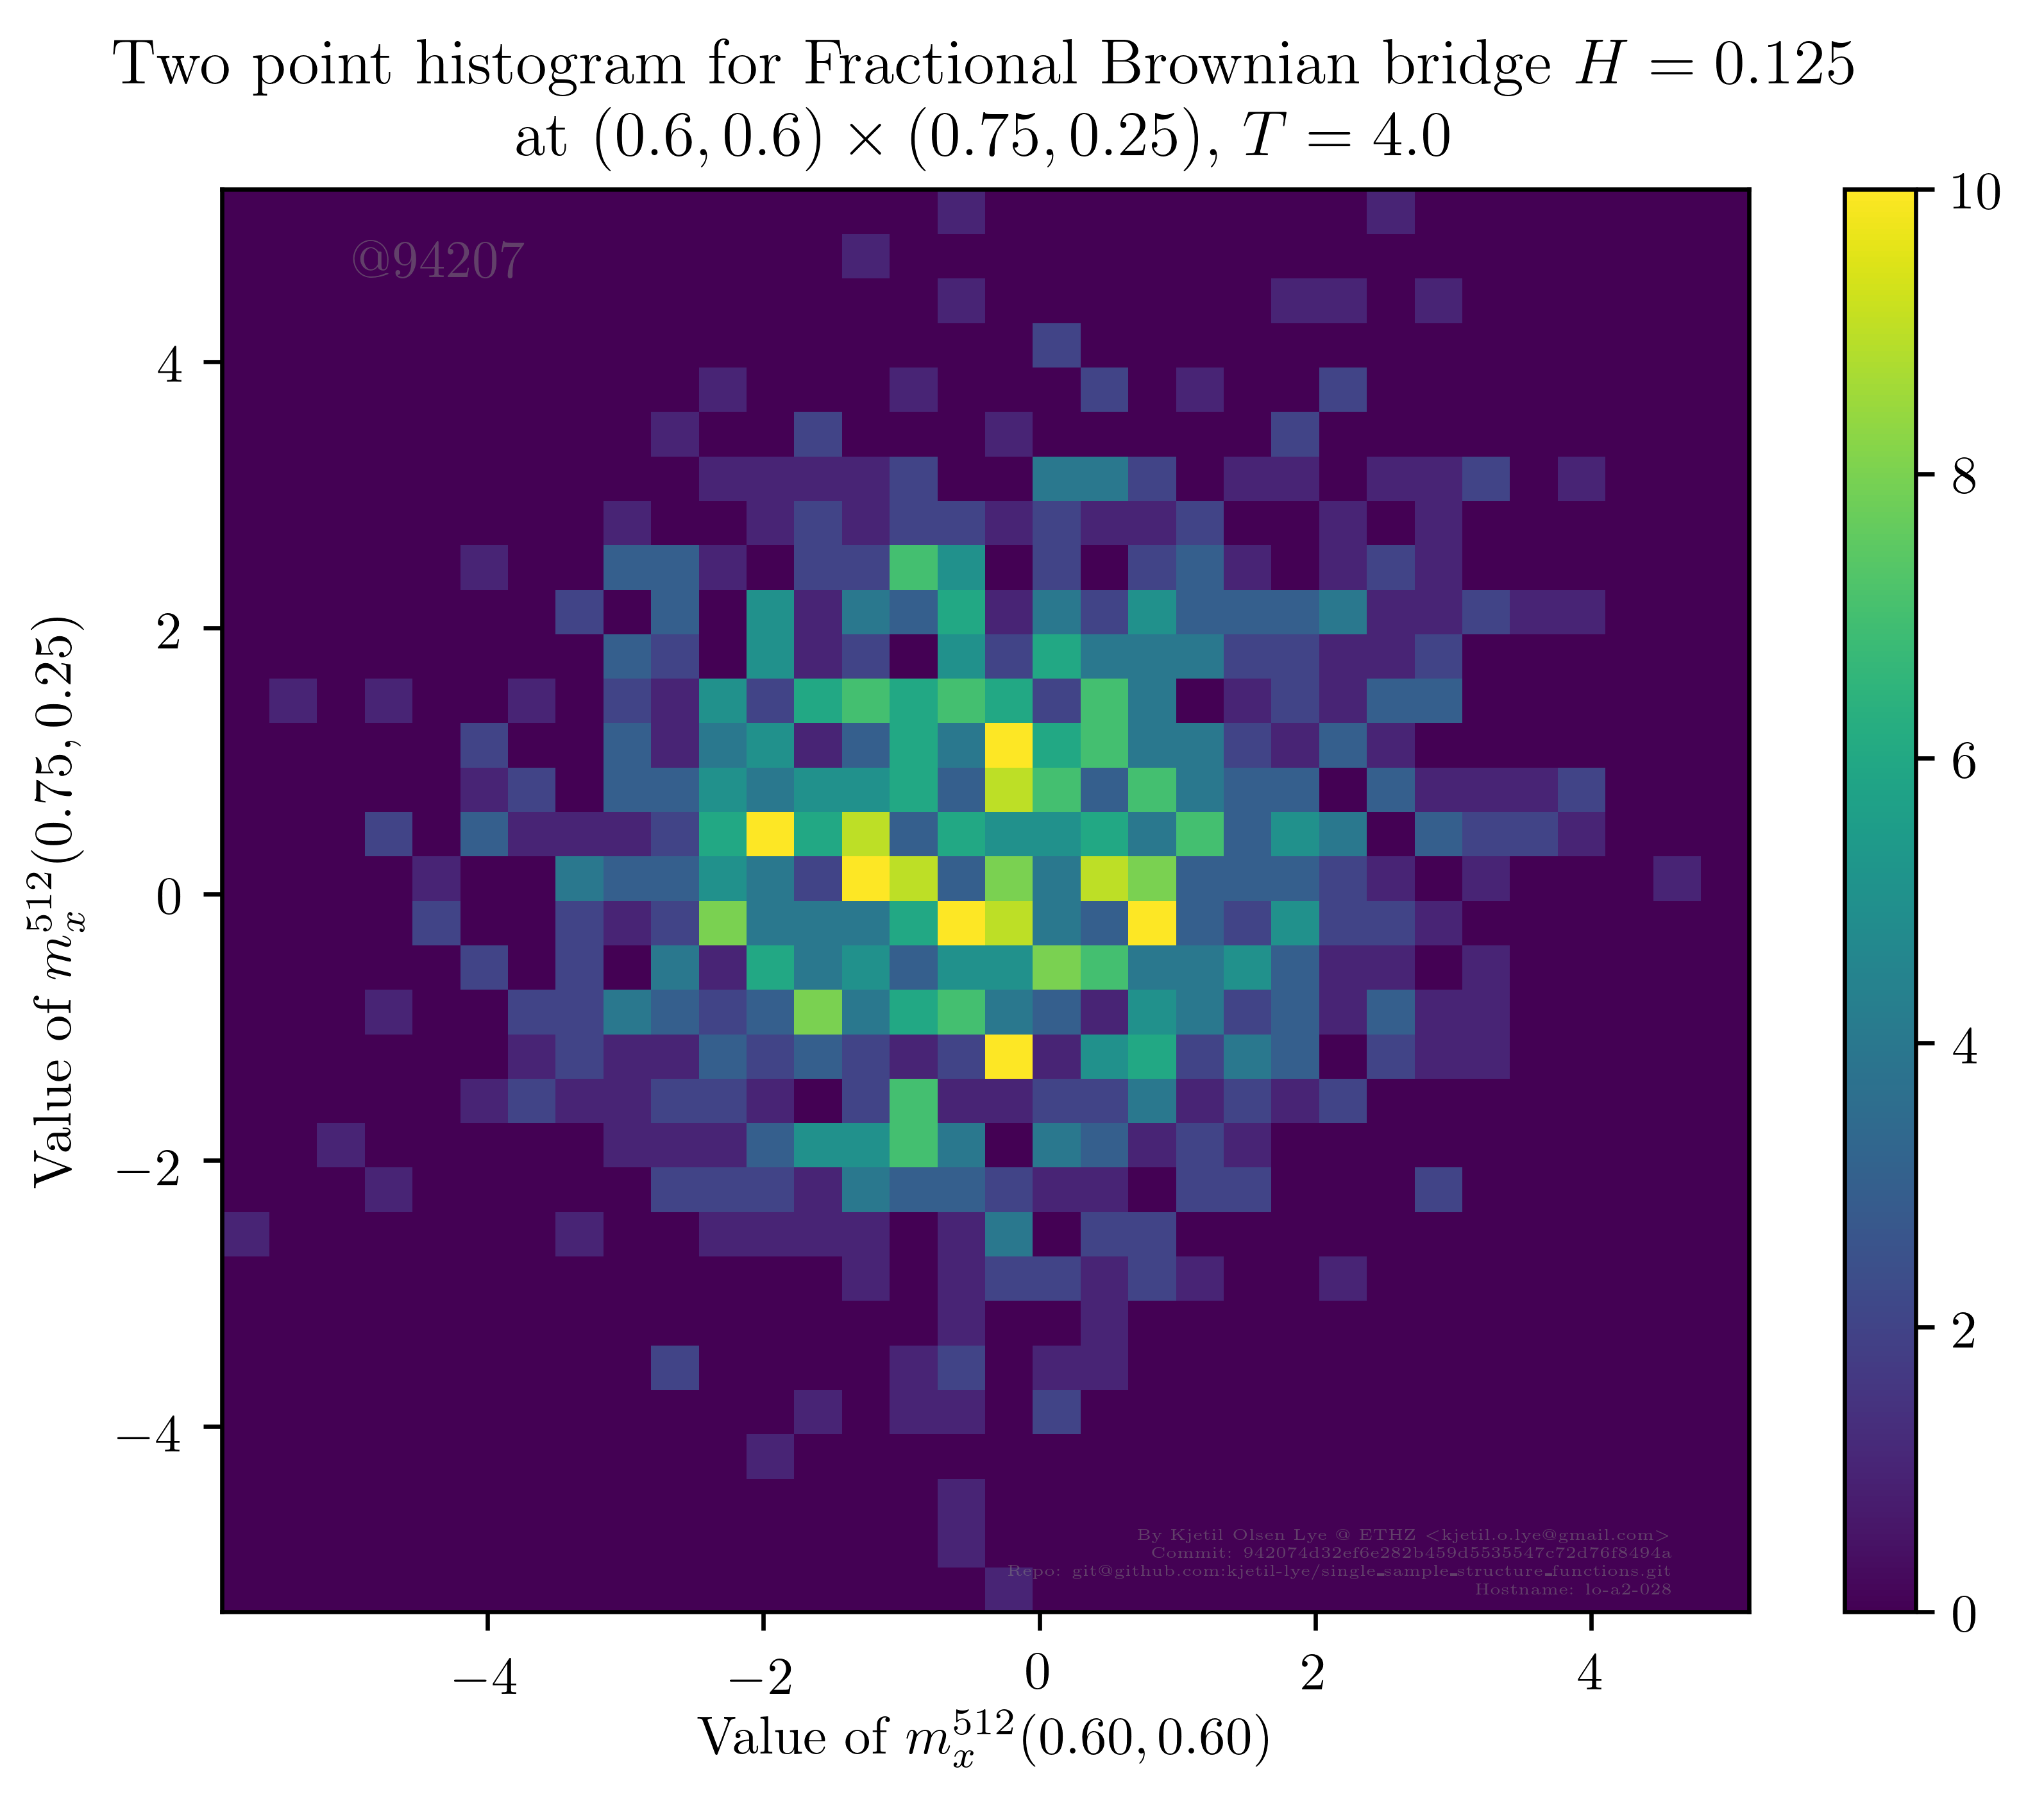 Two point histogram for Fractional Brownian bridge H = 0.125
at (0.6, 0.6) × (0.75, 0.25), T = 4.0
@94207
10
8
6
4
2
0
4
2
0
−2
−4
Value of m_x^512(0.75, 0.25)
−4
−2
0
2
4
Value of m_x^512(0.60, 0.60)
By Kjetil Olsen Lye @ ETHZ <kjetil.o.lye@gmail.com>
Commit: 942074d32ef6e282b459d5535547c72d76f8494a
Repo: git@github.com:kjetil-lye/single_sample_structure_functions.git
Hostname: lo-a2-028